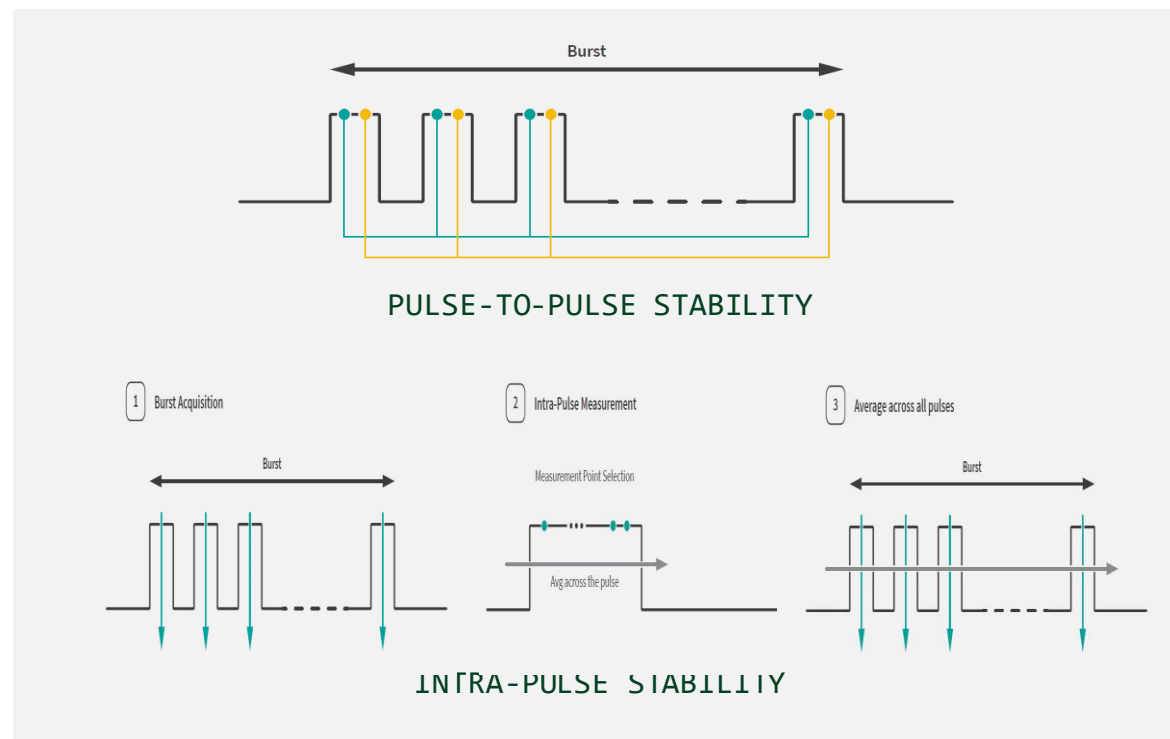 Burst
PULSE-TO-PULSE STABILITY
1 Burst Acquisition
2 Intra-Pulse Measurement
3 Average across all pulses
Burst
Measurement Point Selection
Burst
Avg across the pulse
INTRA-PULSE STABILITY